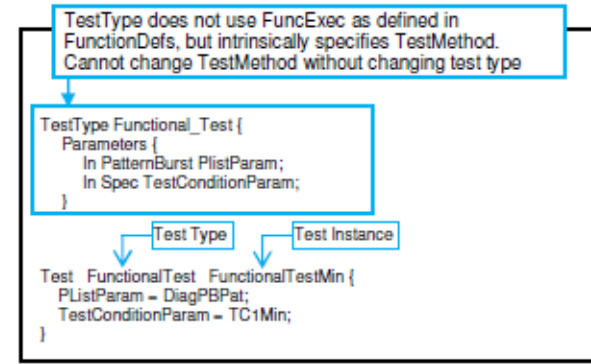 TestType does not use FuncExec as defined in
FunctionDefs, but intrinsically specifies TestMethod.
Cannot change TestMethod without changing test type
TestType Functional_Test {
Parameters {
In PatternBurst PlistParam;
In Spec TestConditionParam;
}
Test Type
Test Instance
Test FunctionalTest FunctionalTestMin {
PListParam = DiagPBPat;
TestConditionParam = TC1Min;
}